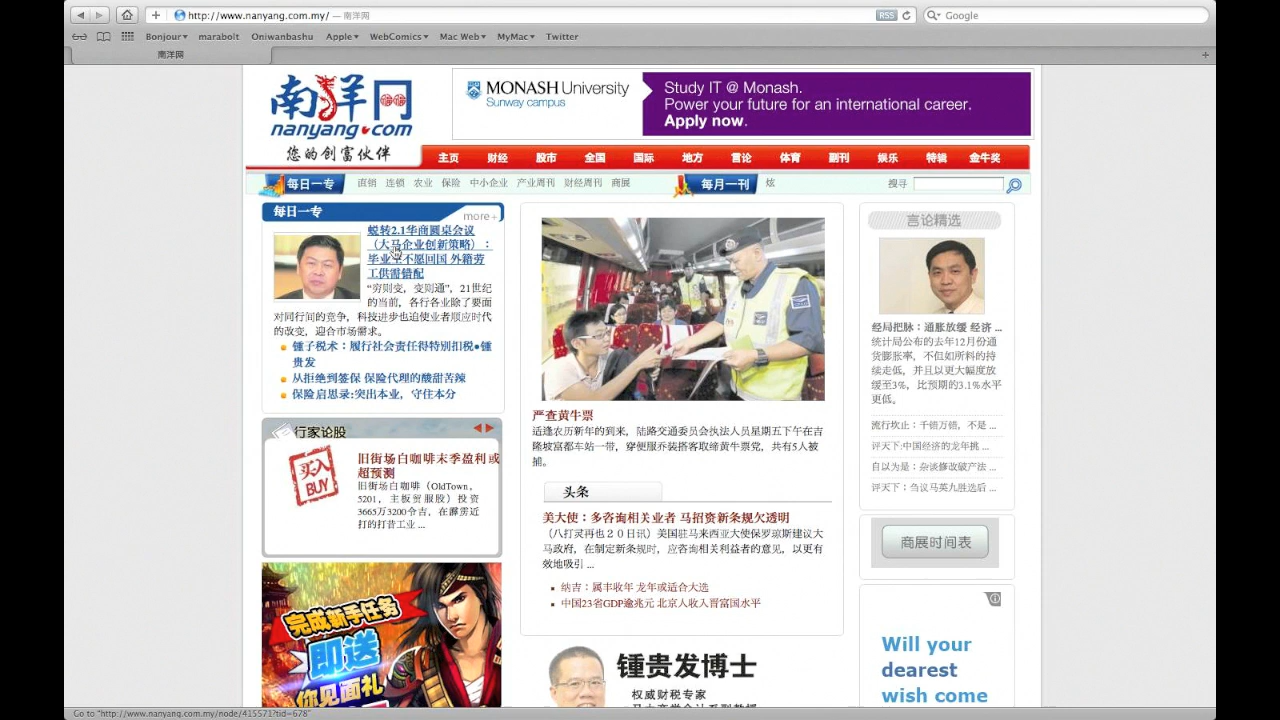 http://www.nanyang.com.my/ — 南洋网
RSS
Google
Bonjour
marabolt
Oniwanbashu
Apple
WebComics
Mac Web
MyMac
Twitter
南洋网
南洋网
nanyang.com
您的创富伙伴
MONASH University
Sunway campus
Study IT @ Monash.
Power your future for an international career.
Apply now.
主页 财经 股市 全国 国际 地方 言论 体育 副刊 娱乐 特辑 金牛奖
每日一专 直销 连锁 农业 保险 中小企业 产业周刊 财经周刊 商展 每月一刊 炫 搜寻
每日一专
more+
蜕转2.1华商圆桌会议
（大马企业创新策略）：
毕业生不愿回国 外籍劳
工供需错配
“穷则变，变则通”，21世纪
的当前，各行各业除了要面
对同行间的竞争，科技进步也迫使业者顺应时代
的改变，迎合市场需求。
锺子税术：履行社会责任得特别扣税●锺
贵发
从拒绝到签保 保险代理的酸甜苦辣
保险启思录:突出本业，守住本分
行家论股
买入
BUY
旧街场白咖啡末季盈利或
超预测
旧街场白咖啡（OldTown，
5201，主板贸服股）投资
3665万3200令吉，在霹雳近
打的打昔工业 ...
完成新手任务
即送
你见面礼
严查黄牛票
适逢农历新年的到来，陆路交通委员会执法人员星期五下午在吉
隆坡富都车站一带，穿便服乔装搭客取缔黄牛票党，共有5人被
捕。
头条
美大使：多咨询相关业者 马招资新条规欠透明
（八打灵再也２０日讯）美国驻马来西亚大使保罗琼斯建议大
马政府，在制定新条规时，应咨询相关利益者的意见，以更有
效地吸引 ...
纳吉：属丰收年 龙年或适合大选
中国23省GDP逾兆元 北京人收入晋富国水平
锺贵发博士
权威财税专家
言论精选
经局把脉：通胀放缓 经济 ...
统计局公布的去年12月份通
货膨胀率，不但如所料的持
续走低，并且以更大幅度放
缓至3%，比预期的3.1%水平
更低。
流行坎止：千错万错，不是 ...
评天下:中国经济的龙年挑 ...
自以为是：杂谈修改破产法 ...
评天下：刍议马英九胜选后 ...
商展时间表
Will your
dearest
wish come
Go to "http://www.nanyang.com.my/node/415571?tid=678"